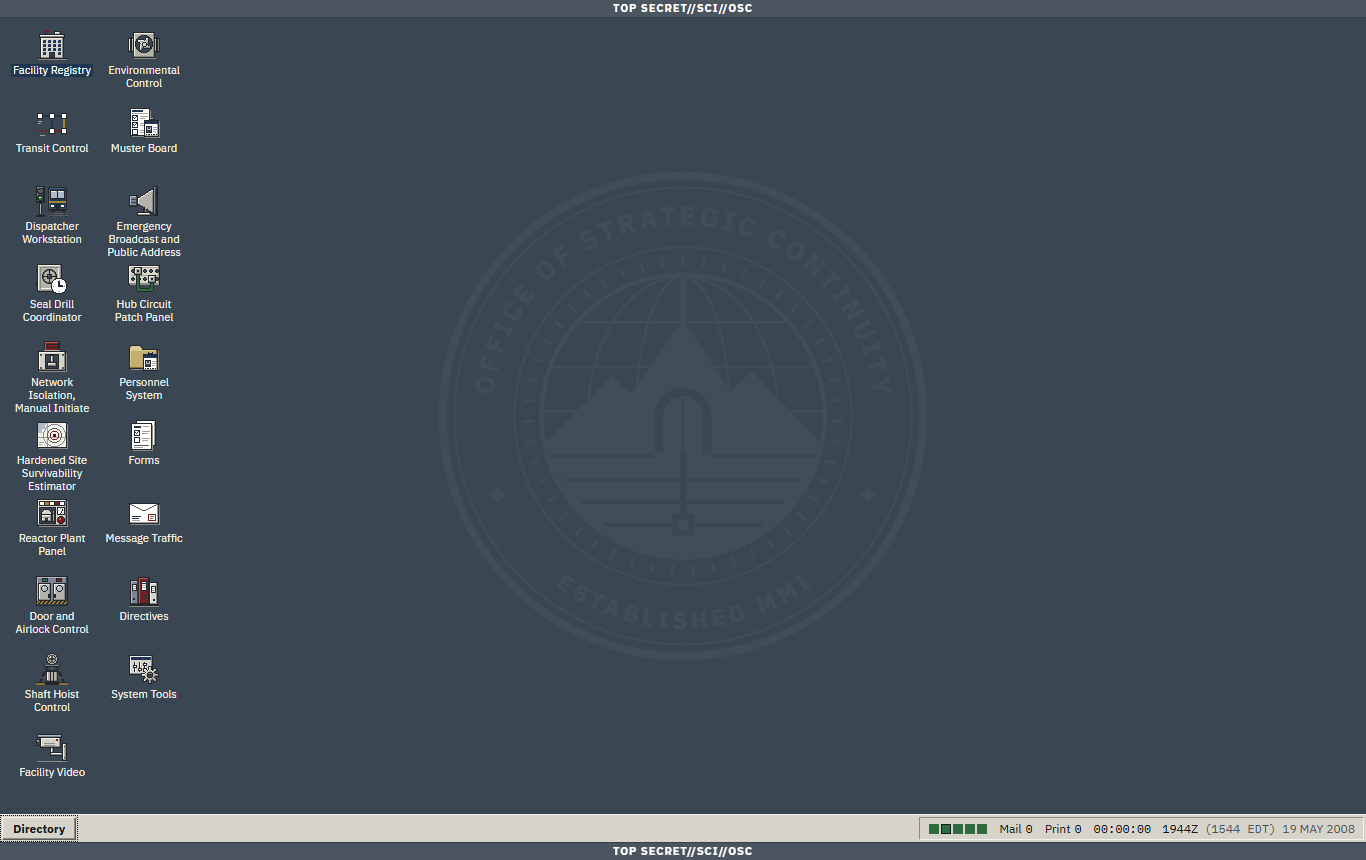 TOP SECRET//SCI//OSC
Facility Registry
Environmental
Control
Transit Control
Muster Board
Dispatcher
Workstation
Emergency
Broadcast and
Public Address
Seal Drill
Coordinator
Hub Circuit
Patch Panel
Network
Isolation,
Manual Initiate
Personnel
System
Hardened Site
Survivability
Estimator
Forms
Reactor Plant
Panel
Message Traffic
Door and
Airlock Control
Directives
Shaft Hoist
Control
System Tools
Facility Video
OFFICE OF STRATEGIC CONTINUITY
ESTABLISHED MMI
Directory
Mail 0 Print 0 00:00:00 1944Z (1544 EDT) 19 MAY 2008
TOP SECRET//SCI//OSC